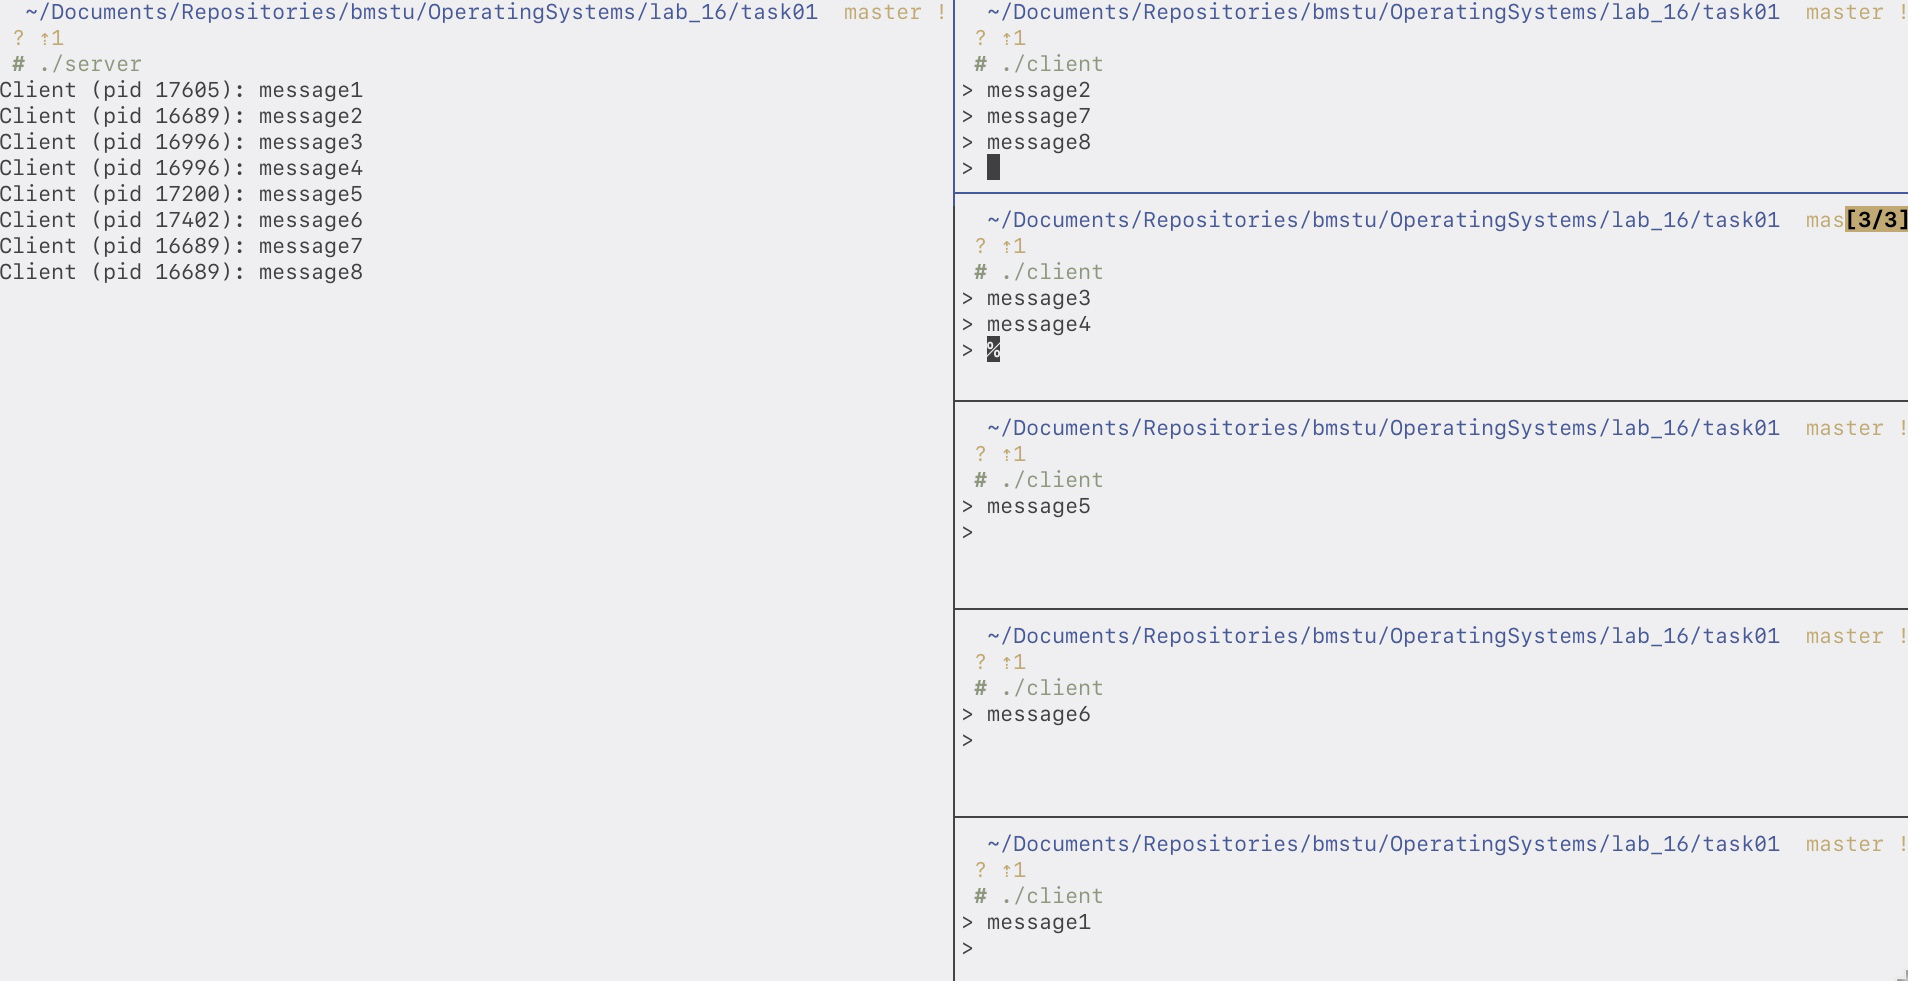 ~/Documents/Repositories/bmstu/OperatingSystems/lab_16/task01 master !
? ⇡1
# ./server
Client (pid 17605): message1
Client (pid 16689): message2
Client (pid 16996): message3
Client (pid 16996): message4
Client (pid 17200): message5
Client (pid 17402): message6
Client (pid 16689): message7
Client (pid 16689): message8
~/Documents/Repositories/bmstu/OperatingSystems/lab_16/task01 master !
? ⇡1
# ./client
> message2
> message7
> message8
>
~/Documents/Repositories/bmstu/OperatingSystems/lab_16/task01 mas[3/3]
? ⇡1
# ./client
> message3
> message4
> %
~/Documents/Repositories/bmstu/OperatingSystems/lab_16/task01 master !
? ⇡1
# ./client
> message5
>
~/Documents/Repositories/bmstu/OperatingSystems/lab_16/task01 master !
? ⇡1
# ./client
> message6
>
~/Documents/Repositories/bmstu/OperatingSystems/lab_16/task01 master !
? ⇡1
# ./client
> message1
>